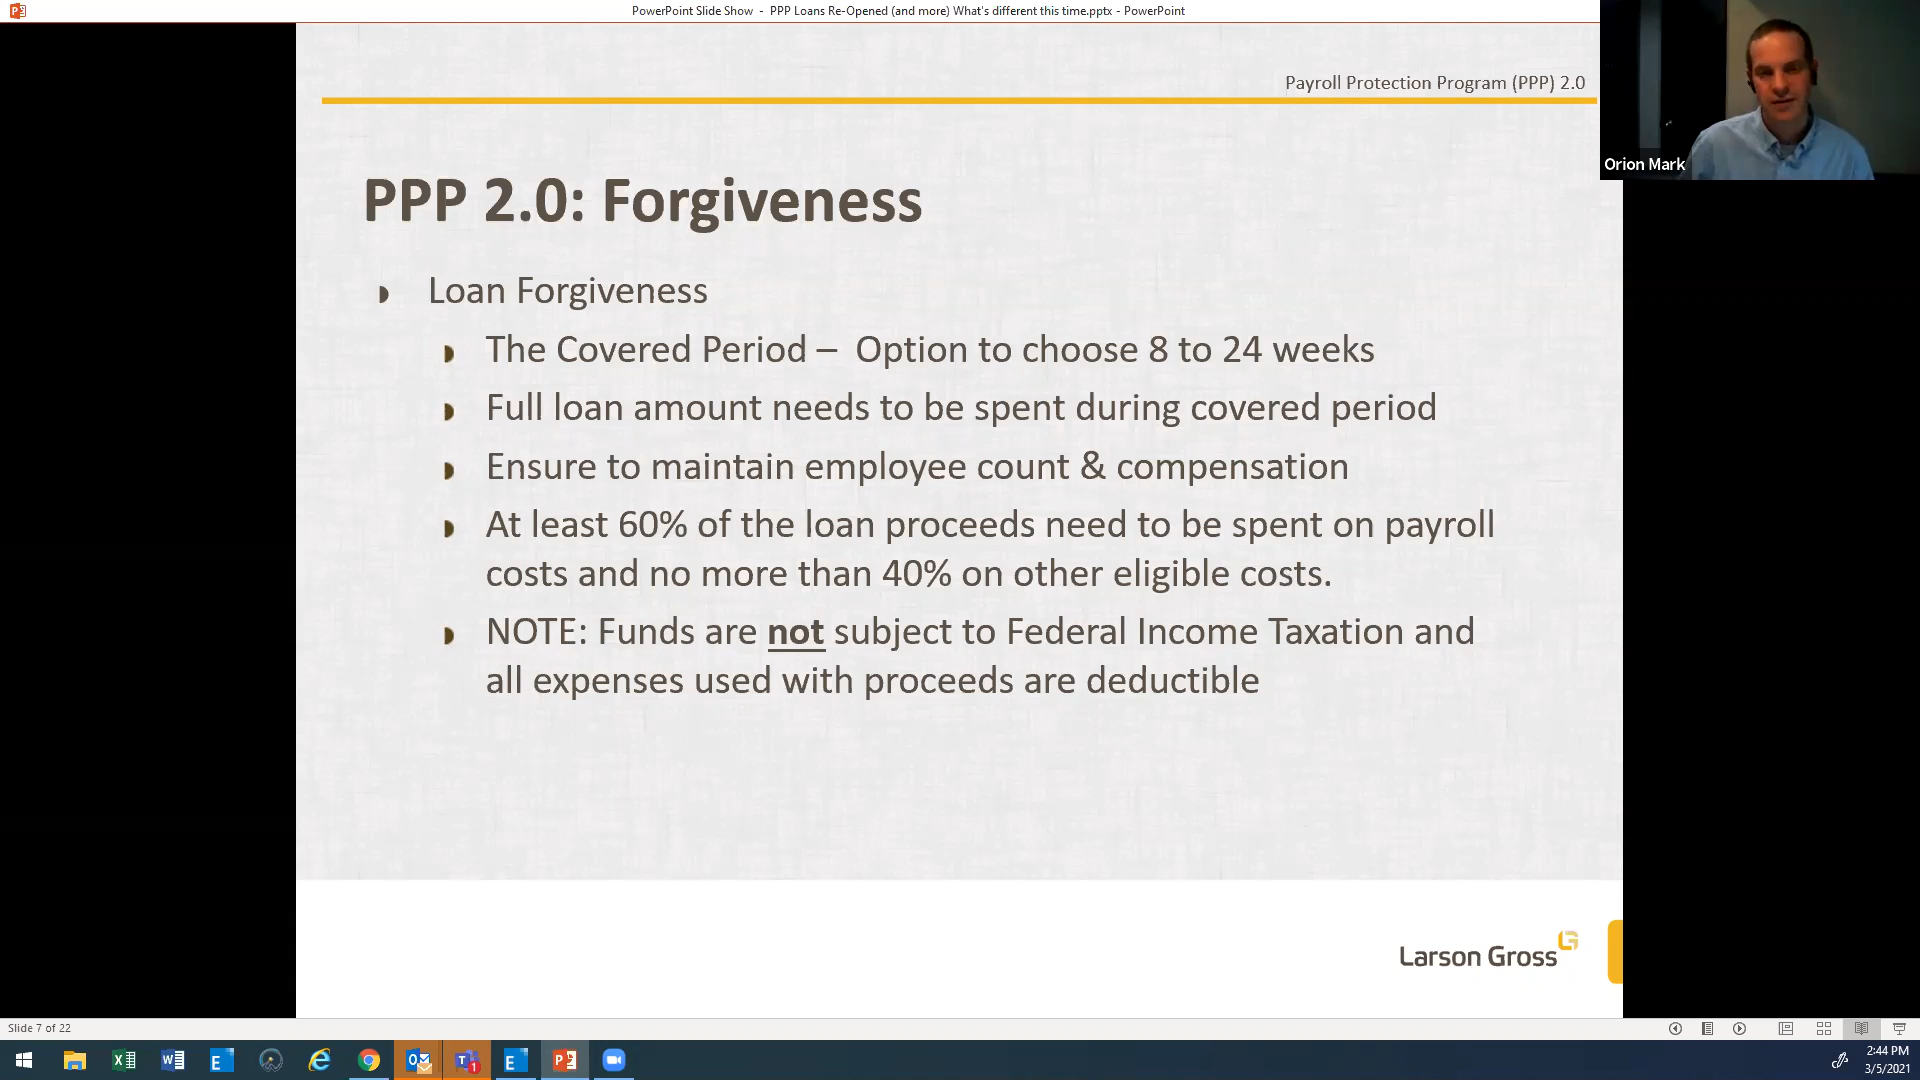 PowerPoint Slide Show - PPP Loans Re-Opened (and more) What's different this time.pptx - PowerPoint
Payroll Protection Program (PPP) 2.0
Orion Mark
PPP 2.0: Forgiveness
Loan Forgiveness
The Covered Period – Option to choose 8 to 24 weeks
Full loan amount needs to be spent during covered period
Ensure to maintain employee count & compensation
At least 60% of the loan proceeds need to be spent on payroll
costs and no more than 40% on other eligible costs.
NOTE: Funds are not subject to Federal Income Taxation and
all expenses used with proceeds are deductible
Larson Gross
Slide 7 of 22
2:44 PM
3/5/2021